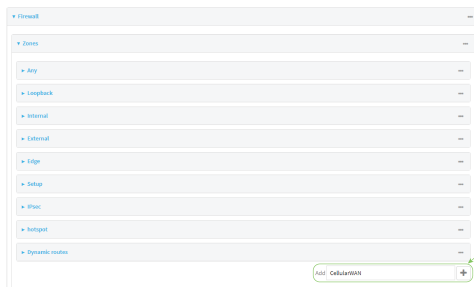 Firewall
Zones
Any
Loopback
Internal
External
Edge
Setup
IPsec
hotspot
Dynamic routes
Add CellularWAN